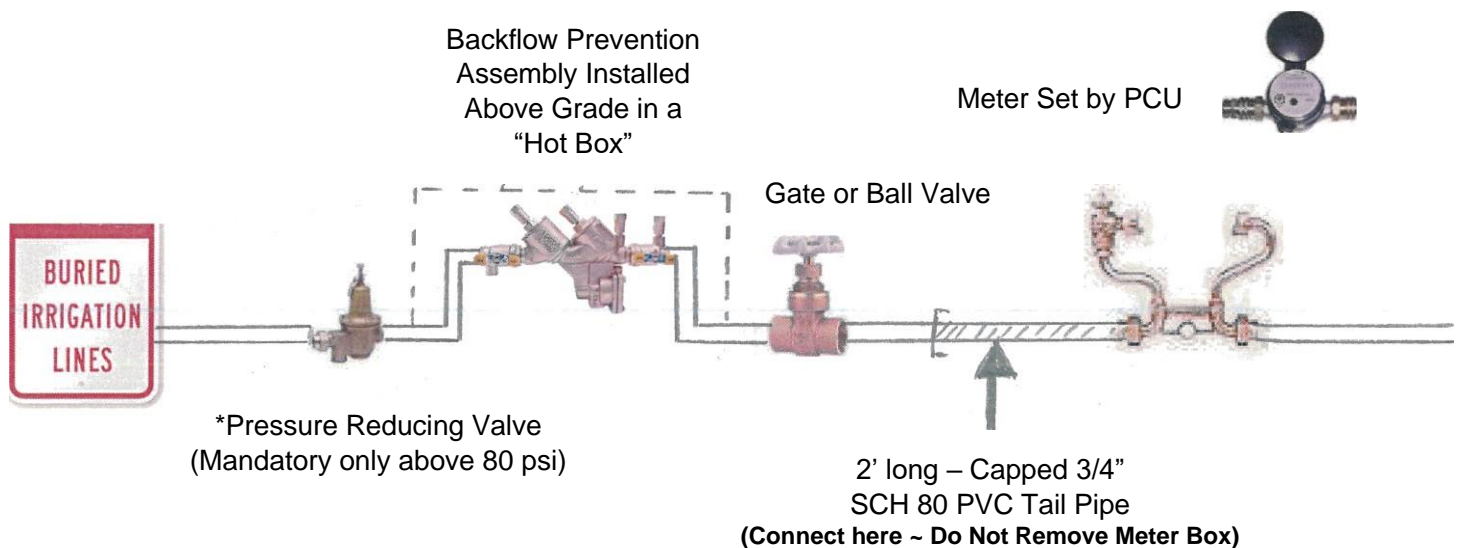 Backflow Prevention
Assembly Installed
Above Grade in a
“Hot Box”
Meter Set by PCU
Gate or Ball Valve
BURIED
IRRIGATION
LINES
*Pressure Reducing Valve
(Mandatory only above 80 psi)
2’ long – Capped 3/4”
SCH 80 PVC Tail Pipe
(Connect here ~ Do Not Remove Meter Box)